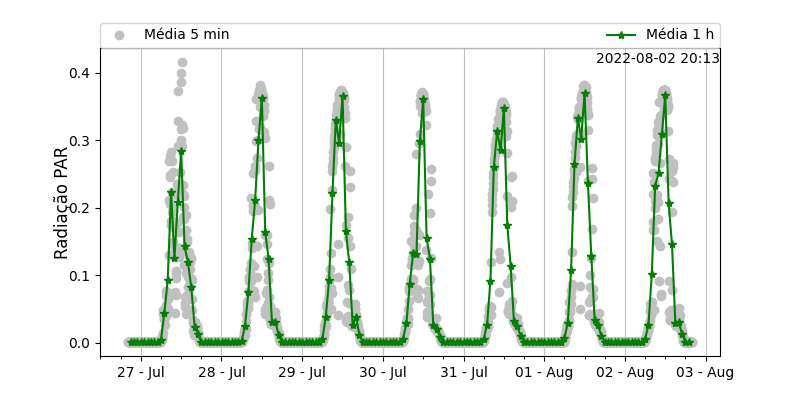 Média 5 min
Média 1 h
2022-08-02 20:13
Radiação PAR
0.4
0.3
0.2
0.1
0.0
27 - Jul
28 - Jul
29 - Jul
30 - Jul
31 - Jul
01 - Aug
02 - Aug
03 - Aug